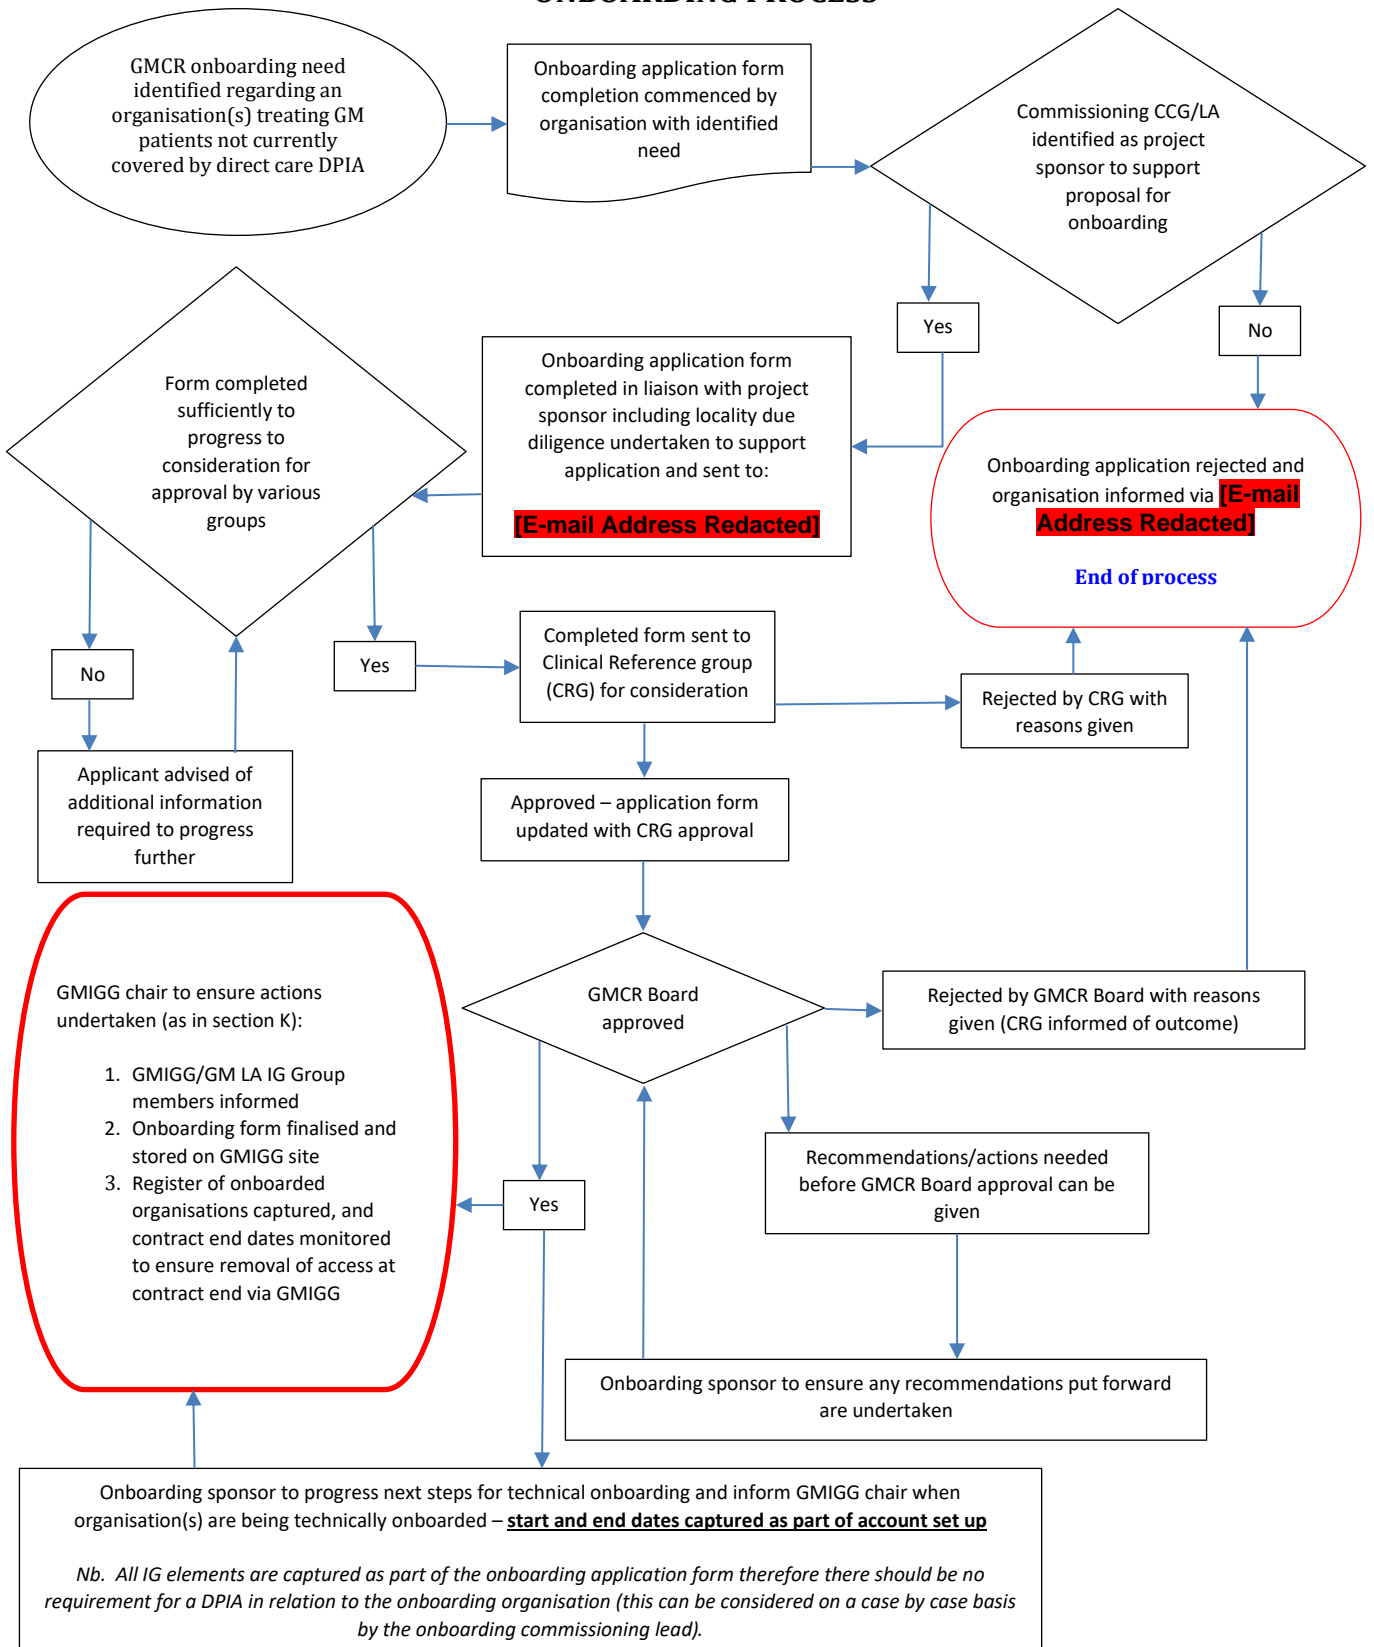 ONBOARDING PROCESS
GMCR onboarding need
identified regarding an
organisation(s) treating GM
patients not currently
covered by direct care DPIA
Onboarding application form
completion commenced by
organisation with identified
need
Commissioning CCG/LA
identified as project
sponsor to support
proposal for
onboarding
Yes
No
Onboarding application form
completed in liaison with project
sponsor including locality due
diligence undertaken to support
application and sent to:
[E-mail Address Redacted]
Form completed
sufficiently to
progress to
consideration for
approval by various
groups
Onboarding application rejected and
organisation informed via [E-mail
Address Redacted]
End of process
No
Yes
Completed form sent to
Clinical Reference group
(CRG) for consideration
Rejected by CRG with
reasons given
Applicant advised of
additional information
required to progress
further
Approved – application form
updated with CRG approval
GMCR Board
approved
Rejected by GMCR Board with reasons
given (CRG informed of outcome)
GMIGG chair to ensure actions
undertaken (as in section K):
1. GMIGG/GM LA IG Group
members informed
2. Onboarding form finalised and
stored on GMIGG site
3. Register of onboarded
organisations captured, and
contract end dates monitored
to ensure removal of access at
contract end via GMIGG
Yes
Recommendations/actions needed
before GMCR Board approval can be
given
Onboarding sponsor to ensure any recommendations put forward
are undertaken
Onboarding sponsor to progress next steps for technical onboarding and inform GMIGG chair when
organisation(s) are being technically onboarded – start and end dates captured as part of account set up
Nb. All IG elements are captured as part of the onboarding application form therefore there should be no
requirement for a DPIA in relation to the onboarding organisation (this can be considered on a case by case basis
by the onboarding commissioning lead).